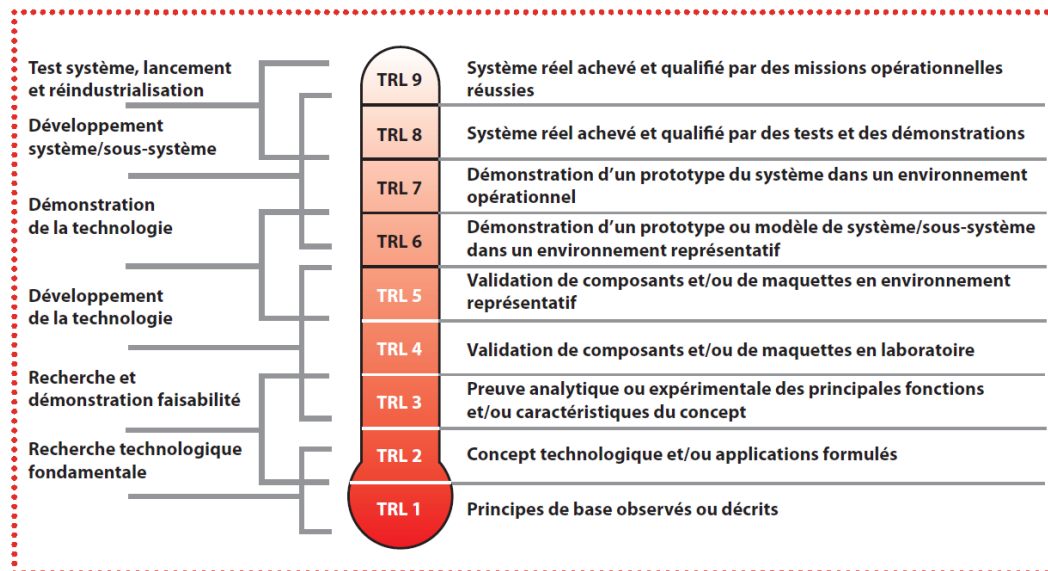 Test système, lancement
et réindustrialisation
Développement
système/sous-système
Démonstration
de la technologie
Développement
de la technologie
Recherche et
démonstration faisabilité
Recherche technologique
fondamentale
TRL 9
Système réel achevé et qualifié par des missions opérationnelles
réussies
TRL 8
Système réel achevé et qualifié par des tests et des démonstrations
TRL 7
Démonstration d’un prototype du système dans un environnement
opérationnel
TRL 6
Démonstration d’un prototype ou modèle de système/sous-système
dans un environnement représentatif
TRL 5
Validation de composants et/ou de maquettes en environnement
représentatif
TRL 4
Validation de composants et/ou de maquettes en laboratoire
TRL 3
Preuve analytique ou expérimentale des principales fonctions
et/ou caractéristiques du concept
TRL 2
Concept technologique et/ou applications formulés
TRL 1
Principes de base observés ou décrits